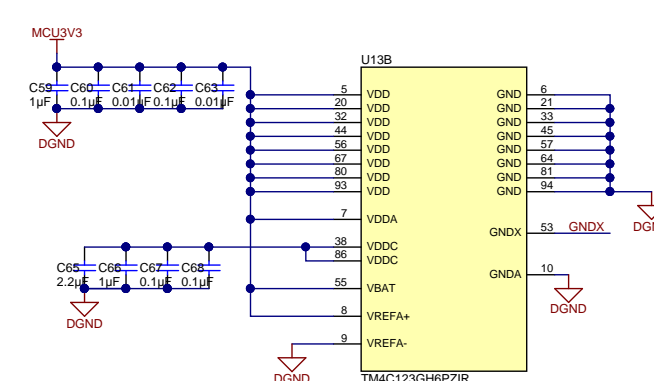 MCU3V3
U13B
C59 C60 C61 C62 C63
1µF 0.1µF 0.01µF 0.1µF 0.01µF
DGND
5 VDD GND 6
20 VDD GND 21
32 VDD GND 33
44 VDD GND 45
56 VDD GND 57
67 VDD GND 64
80 VDD GND 81
93 VDD GND 94
7 VDDA
GNDX 53 GNDX
38 VDDC
86 VDDC
C65 C66 C67 C68
2.2µF 1µF 0.1µF 0.1µF
DGND
GNDA 10
DGND
55 VBAT
8 VREFA+
9 VREFA-
DGND
TM4C123GH6PZIR